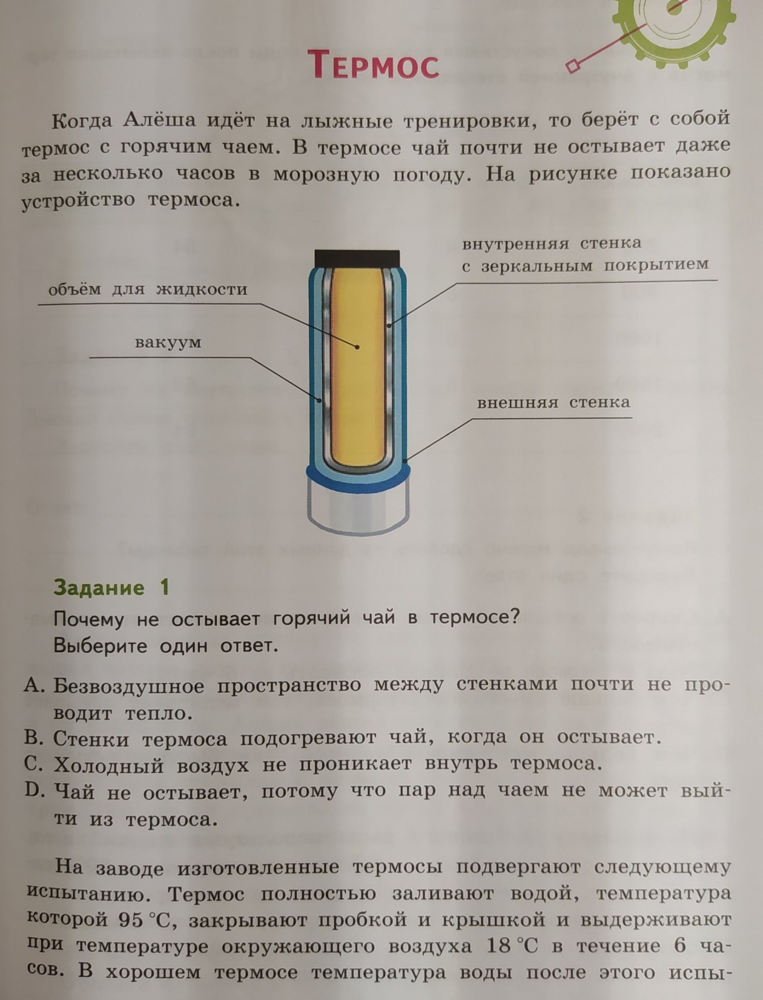 Термос
Когда Алёша идёт на лыжные тренировки, то берёт с собой
термос с горячим чаем. В термосе чай почти не остывает даже
за несколько часов в морозную погоду. На рисунке показано
устройство термоса.
внутренняя стенка
с зеркальным покрытием
объём для жидкости
вакуум
внешняя стенка
Задание 1
Почему не остывает горячий чай в термосе?
Выберите один ответ.
A. Безвоздушное пространство между стенками почти не про-
водит тепло.
B. Стенки термоса подогревают чай, когда он остывает.
C. Холодный воздух не проникает внутрь термоса.
D. Чай не остывает, потому что пар над чаем не может вый-
ти из термоса.
На заводе изготовленные термосы подвергают следующему
испытанию. Термос полностью заливают водой, температура
которой 95 °С, закрывают пробкой и крышкой и выдерживают
при температуре окружающего воздуха 18 °С в течение 6 ча-
сов. В хорошем термосе температура воды после этого испы-